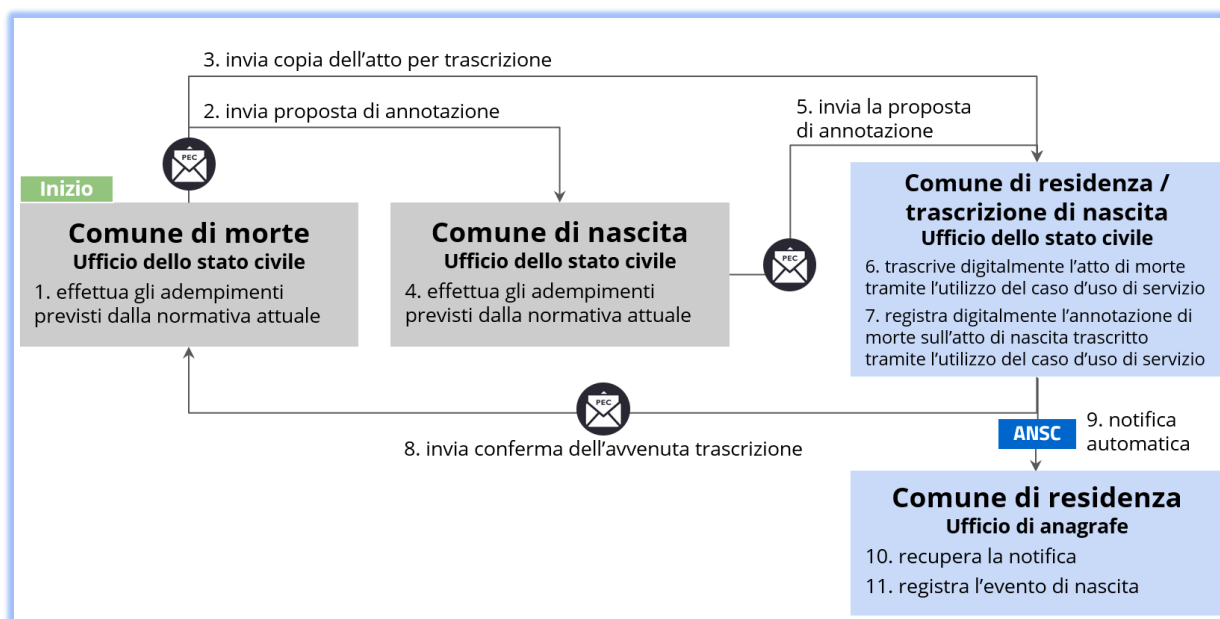 3. invia copia dell'atto per trascrizione
2. invia proposta di annotazione
5. invia la proposta
di annotazione
PEC
Inizio
Comune di morte
Ufficio dello stato civile
1. effettua gli adempimenti
previsti dalla normativa attuale
Comune di nascita
Ufficio dello stato civile
4. effettua gli adempimenti
previsti dalla normativa attuale
PEC
Comune di residenza /
trascrizione di nascita
Ufficio dello stato civile
6. trascrive digitalmente l'atto di morte
tramite l'utilizzo del caso d'uso di servizio
7. registra digitalmente l'annotazione di
morte sull'atto di nascita trascritto
tramite l'utilizzo del caso d'uso di servizio
PEC
8. invia conferma dell'avvenuta trascrizione
ANSC
9. notifica
automatica
Comune di residenza
Ufficio di anagrafe
10. recupera la notifica
11. registra l'evento di nascita